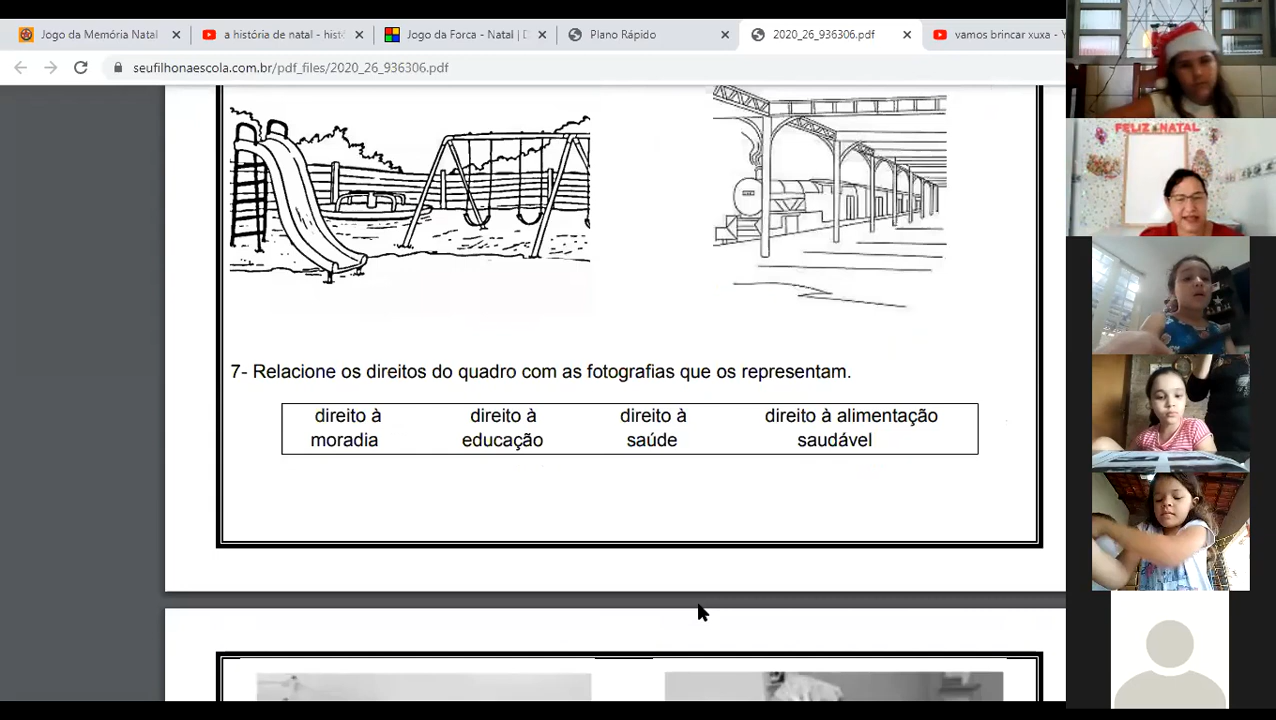 Jogo da Memória Natal
a história de natal - hist
Jogo da Natal | D
Plano Rápido
2020_26_936306.pdf
vamos brincar xuxa - Y
seufilhonaescola.com.br/pdf_files/2020_26_936306.pdf
FELIZ NATAL
7- Relacione os direitos do quadro com as fotografias que os representam.
direito à moradia
direito à educação
direito à saúde
direito à alimentação saudável